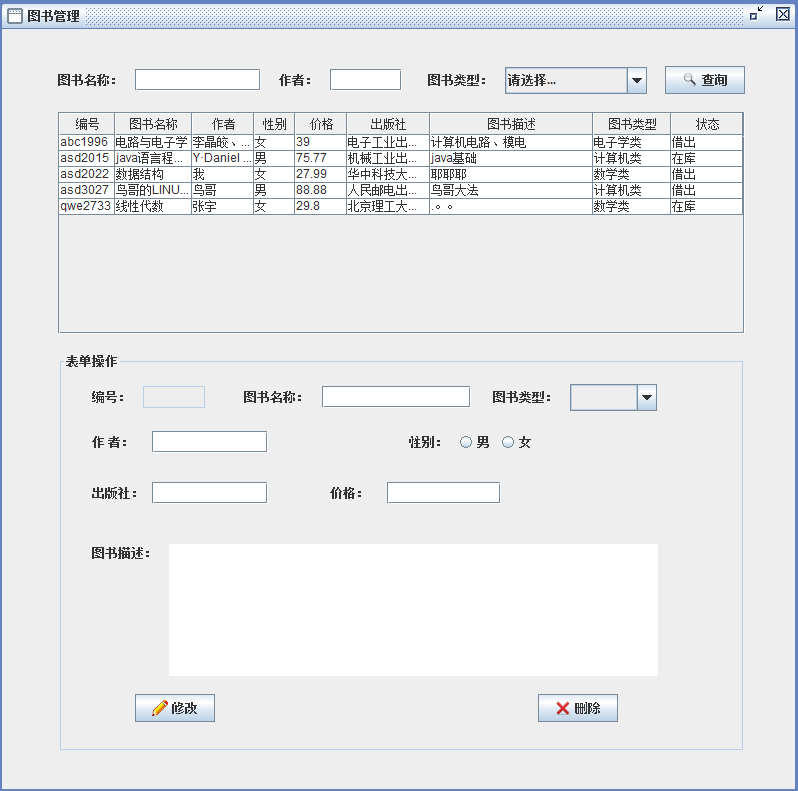 图书管理
图书名称： 作者： 图书类型： 请选择... 查询
编号 图书名称 作者 性别 价格 出版社 图书描述 图书类型 状态
abc1996 电路与电子学 李晶皎、... 女 39 电子工业出... 计算机电路、模电 电子学类 借出
asd2015 java语言程... Y·Daniel ... 男 75.77 机械工业出... java基础 计算机类 在库
asd2022 数据结构 我 女 27.99 华中科技大... 耶耶耶 数学类 借出
asd3027 鸟哥的LINU... 鸟哥 男 88.88 人民邮电出... 鸟哥大法 计算机类 借出
qwe2733 线性代数 张宇 女 29.8 北京理工大... .。。 数学类 在库
表单操作
编号： 图书名称： 图书类型：
作 者： 性别： 男 女
出版社： 价格：
图书描述：
修改 删除